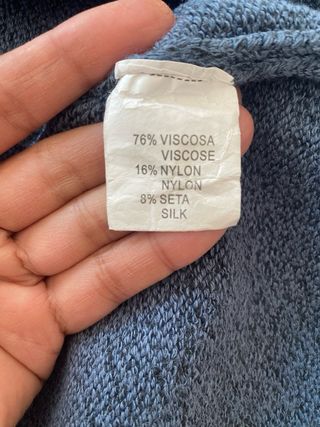 76% VISCOSA
VISCOSE
16% NYLON
NYLON
8% SETA
SILK